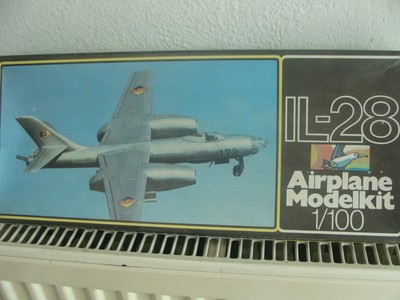 IL-28
Airplane
Modelkit
1/100